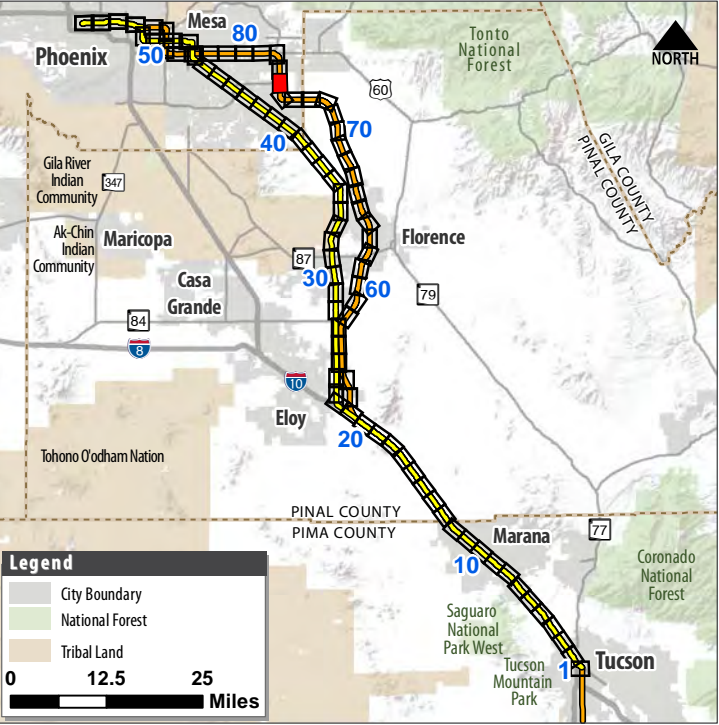 Mesa
80
Tonto
National
Forest
NORTH
Phoenix
50
60
70
40
GILA COUNTY
PINAL COUNTY
Gila River
Indian
Community
347
Ak-Chin
Indian
Community
Maricopa
Florence
87
30
Casa
Grande
60
79
84
8
10
Eloy
20
Tohono O'odham Nation
PINAL COUNTY
PIMA COUNTY
Marana
77
10
Coronado
National
Forest
Saguaro
National
Park West
Tucson
Mountain
Park
1
Tucson
Legend
City Boundary
National Forest
Tribal Land
0 12.5 25
Miles